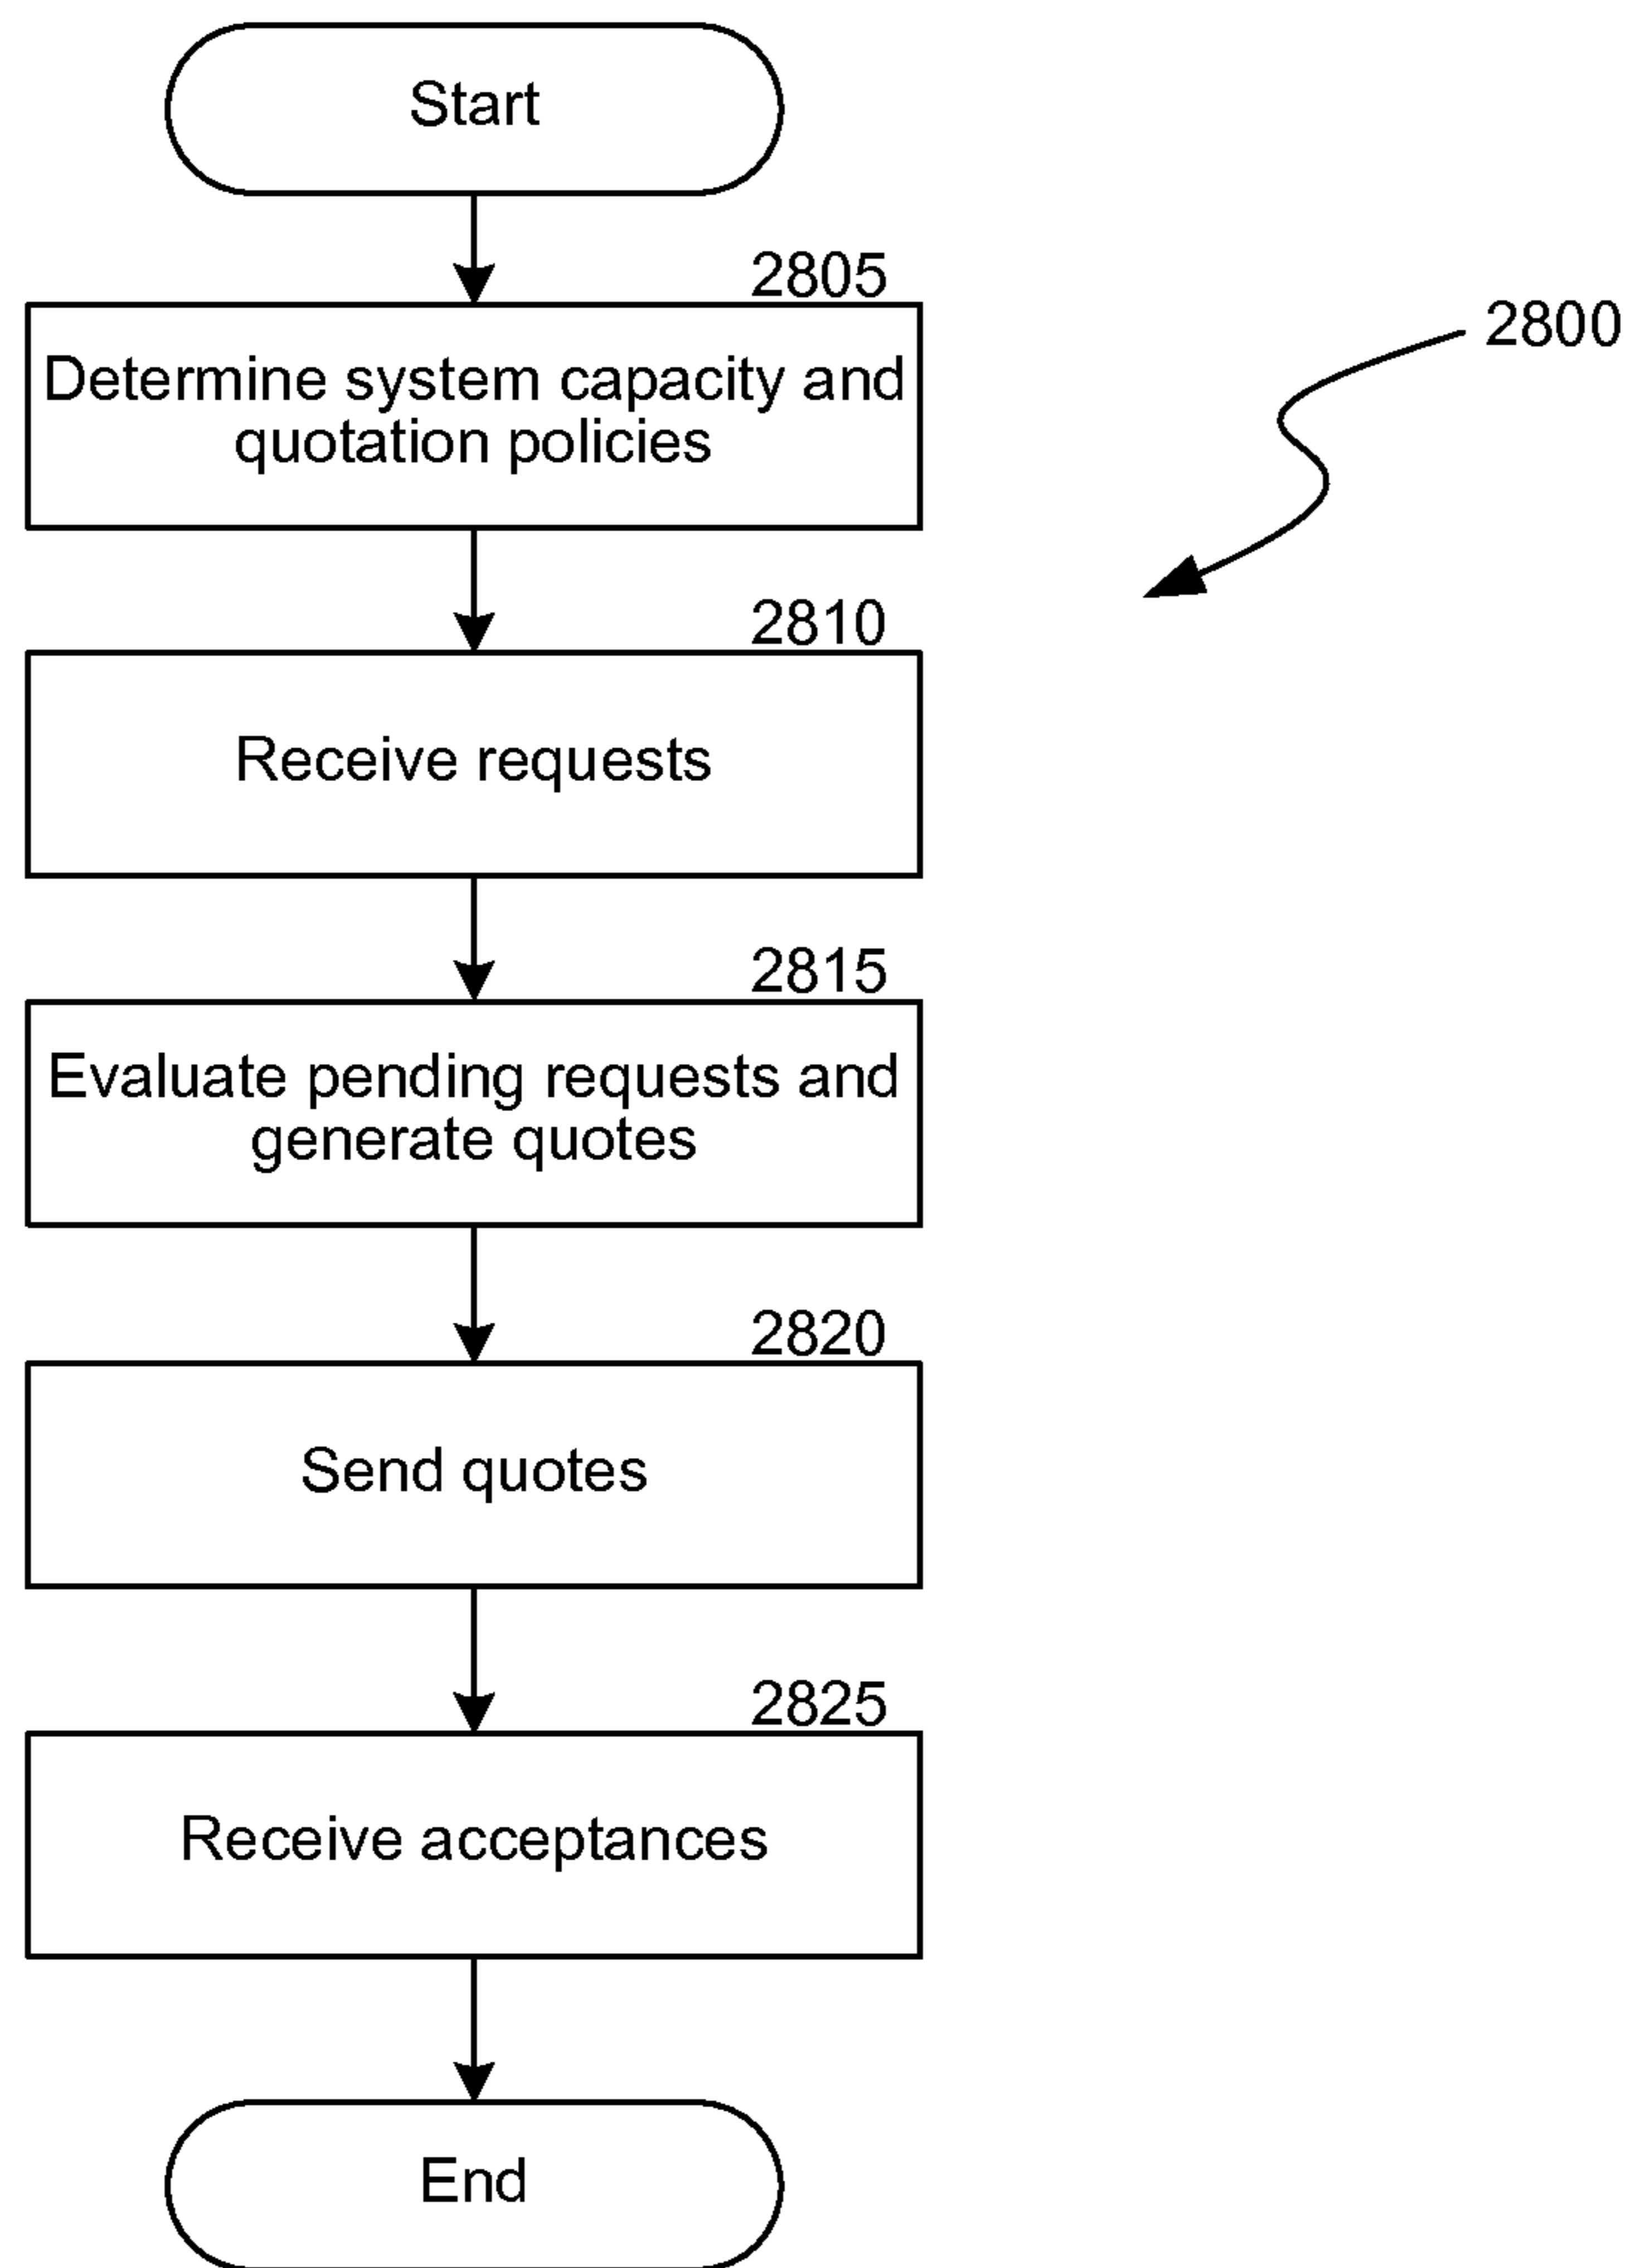 Start
2805
Determine system capacity and
quotation policies
2800
2810
Receive requests
2815
Evaluate pending requests and
generate quotes
2820
Send quotes
2825
Receive acceptances
End